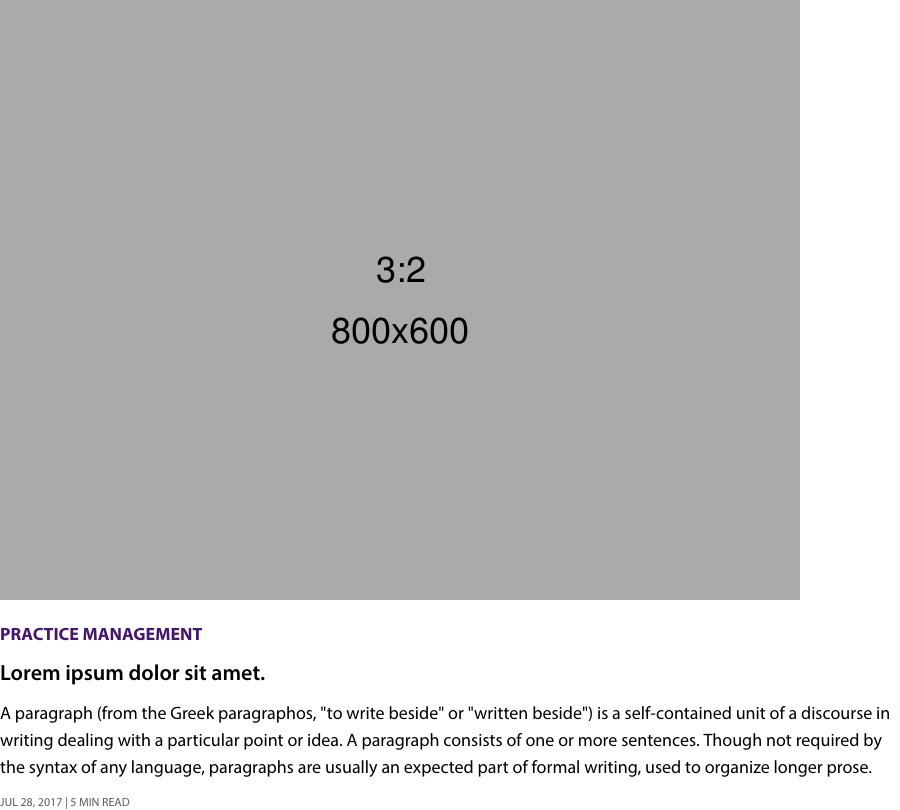 3:2
800x600
PRACTICE MANAGEMENT
Lorem ipsum dolor sit amet.
A paragraph (from the Greek paragraphos, "to write beside" or "written beside") is a self-contained unit of a discourse in
writing dealing with a particular point or idea. A paragraph consists of one or more sentences. Though not required by
the syntax of any language, paragraphs are usually an expected part of formal writing, used to organize longer prose.
JUL 28, 2017 | 5 MIN READ